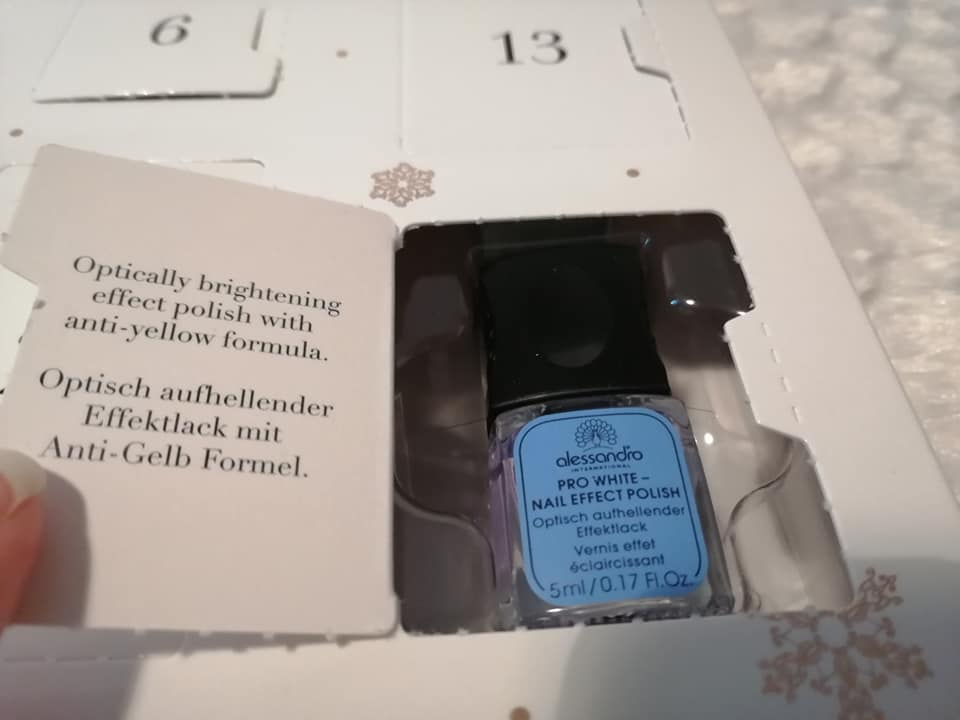 6
13
Optically brightening
effect polish with
anti-yellow formula.
Optisch aufhellender
Effektlack mit
Anti-Gelb Formel.
alessandro
INTERNATIONAL
PRO WHITE –
NAIL EFFECT POLISH
Optisch aufhellender
Effektlack
Vernis effet
éclaircissant
5ml/0.17 Fl.Oz.